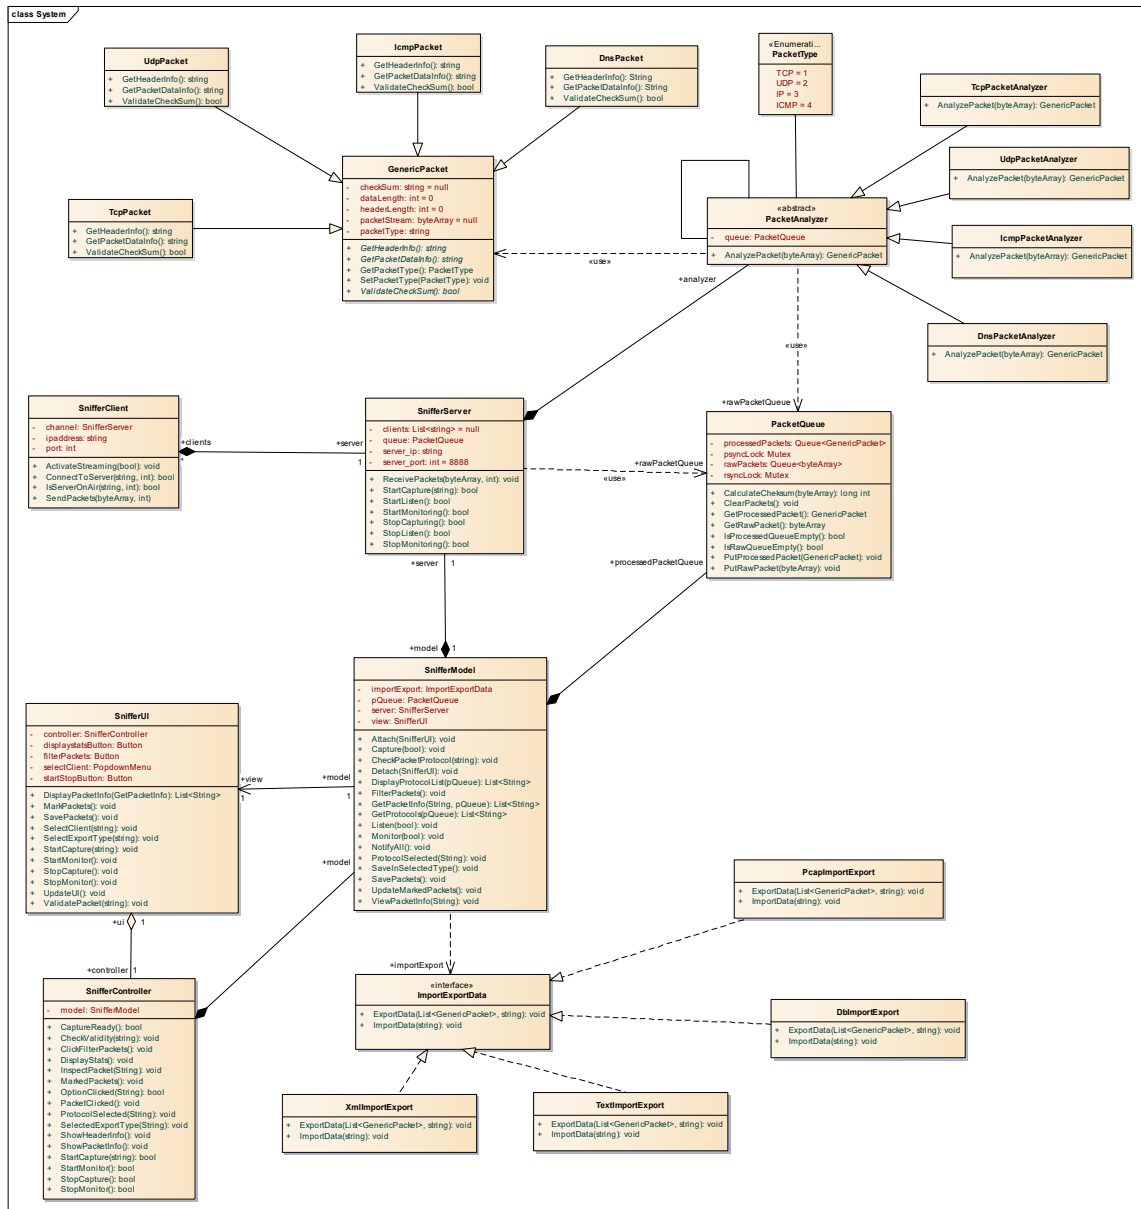 class System
UdpPacket
+ GetHeaderInfo(): string
+ GetPacketDataInfo(): string
+ ValidateCheckSum(): bool
IcmpPacket
+ GetHeaderInfo(): string
+ GetPacketDataInfo(): string
+ ValidateCheckSum(): bool
DnsPacket
+ GetHeaderInfo(): String
+ GetPacketDataInfo(): String
+ ValidateCheckSum(): bool
«Enumerati...
PacketType
TCP = 1
UDP = 2
IP = 3
ICMP = 4
TcpPacketAnalyzer
+ AnalyzePacket(byteArray): GenericPacket
UdpPacketAnalyzer
+ AnalyzePacket(byteArray): GenericPacket
IcmpPacketAnalyzer
+ AnalyzePacket(byteArray): GenericPacket
DnsPacketAnalyzer
+ AnalyzePacket(byteArray): GenericPacket
TcpPacket
+ GetHeaderInfo(): string
+ GetPacketDataInfo(): string
+ ValidateCheckSum(): bool
GenericPacket
- checkSum: string = null
- dataLength: int = 0
- headerLength: int = 0
- packetStream: byteArray = null
- packetType: string
+ GetHeaderInfo(): string
+ GetPacketDataInfo(): string
+ GetPacketType(): PacketType
+ SetPacketType(PacketType): void
+ ValidateCheckSum(): bool
«abstract»
PacketAnalyzer
- queue: PacketQueue
+ AnalyzePacket(byteArray): GenericPacket
«use»
+analyzer
«use»
+rawPacketQueue
SnifferClient
- channel: SnifferServer
- ipaddress: string
- port: int
+ ActivateStreaming(bool): void
+ ConnectToServer(string, int): bool
+ IsServerOnAir(string, int): bool
+ SendPackets(byteArray, int)
+clients
*
+server
1
SnifferServer
- clients: List<string> = null
- queue: PacketQueue
- server_ip: string
- server_port: int = 8888
+ ReceivePackets(byteArray, int): void
+ StartCapture(string): bool
+ StartListen(): bool
+ StartMonitoring(): bool
+ StopCapturing(): bool
+ StopListen(): bool
+ StopMonitoring(): bool
+rawPacketQueue
«use»
PacketQueue
- processedPackets: Queue<GenericPacket>
- psyncLock: Mutex
- rawPackets: Queue<byteArray>
- rsyncLock: Mutex
+ CalculateCheksum(byteArray): long int
+ ClearPackets(): void
+ GetProcessedPacket(): GenericPacket
+ GetRawPacket(): byteArray
+ IsProcessedQueueEmpty(): bool
+ IsRawQueueEmpty(): bool
+ PutProcessedPacket(GenericPacket): void
+ PutRawPacket(byteArray): void
+server 1
+processedPacketQueue
+model 1
SnifferModel
- importExport: ImportExportData
- pQueue: PacketQueue
- server: SnifferServer
- view: SnifferUI
+ Attach(SnifferUI): void
+ Capture(bool): void
+ CheckPacketProtocol(string): void
+ Detach(SnifferUI): void
+ DisplayProtocolList(pQueue): List<String>
+ FilterPackets(): void
+ GetPacketInfo(String, pQueue): List<String>
+ GetProtocols(pQueue): List<String>
+ Listen(bool): void
+ Monitor(bool): void
+ NotifyAll(): void
+ ProtocolSelected(String): void
+ SaveInSelectedType(): void
+ SavePackets(): void
+ UpdateMarkedPackets(): void
+ ViewPacketInfo(String): void
SnifferUI
- controller: SnifferController
- displaystatsButton: Button
- filterPackets: Button
- selectClient: PopdownMenu
- startStopButton: Button
+ DisplayPacketInfo(GetPacketInfo): List<String>
+ MarkPackets(): void
+ SavePackets(): void
+ SelectClient(string): void
+ SelectExportType(string): void
+ StartCapture(string): void
+ StartMonitor(): void
+ StopCapture(): void
+ StopMonitor(): void
+ UpdateUI(): void
+ ValidatePacket(string): void
+view
1
+model
1
+model
+ui 1
+controller 1
SnifferController
- model: SnifferModel
+ CaptureReady(): bool
+ CheckValidity(string): void
+ ClickFilterPackets(): void
+ DisplayStats(): void
+ InspectPacket(String): void
+ MarkedPackets(): void
+ OptionClicked(String): bool
+ PacketClicked(): void
+ ProtocolSelected(String): void
+ SelectedExportType(String): void
+ ShowHeaderInfo(): void
+ ShowPacketInfo(): void
+ StartCapture(string): bool
+ StartMonitor(): bool
+ StopCapture(): bool
+ StopMonitor(): bool
+importExport
«interface»
ImportExportData
+ ExportData(List<GenericPacket>, string): void
+ ImportData(string): void
PcapImportExport
+ ExportData(List<GenericPacket>, string): void
+ ImportData(string): void
DbImportExport
+ ExportData(List<GenericPacket>, string): void
+ ImportData(string): void
XmlImportExport
+ ExportData(List<GenericPacket>, string): void
+ ImportData(string): void
TextImportExport
+ ExportData(List<GenericPacket>, string): void
+ ImportData(string): void